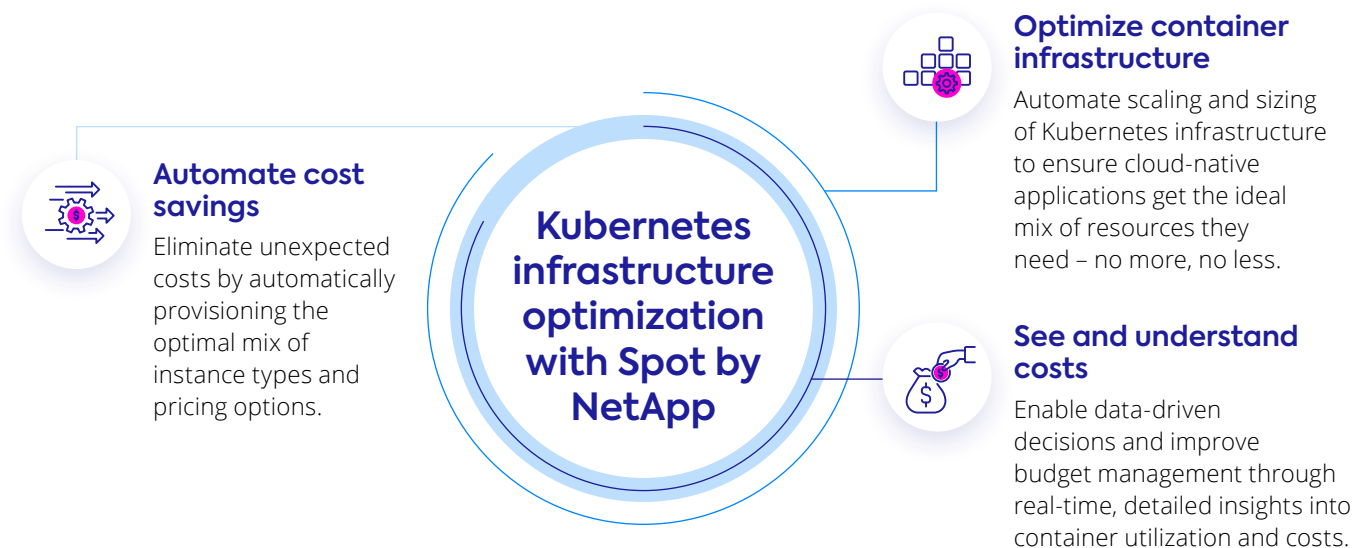 Automate cost
savings
Eliminate unexpected
costs by automatically
provisioning the
optimal mix of
instance types and
pricing options.
Kubernetes
infrastructure
optimization
with Spot by
NetApp
Optimize container
infrastructure
Automate scaling and sizing
of Kubernetes infrastructure
to ensure cloud-native
applications get the ideal
mix of resources they
need – no more, no less.
See and understand
costs
Enable data-driven
decisions and improve
budget management through
real-time, detailed insights into
container utilization and costs.